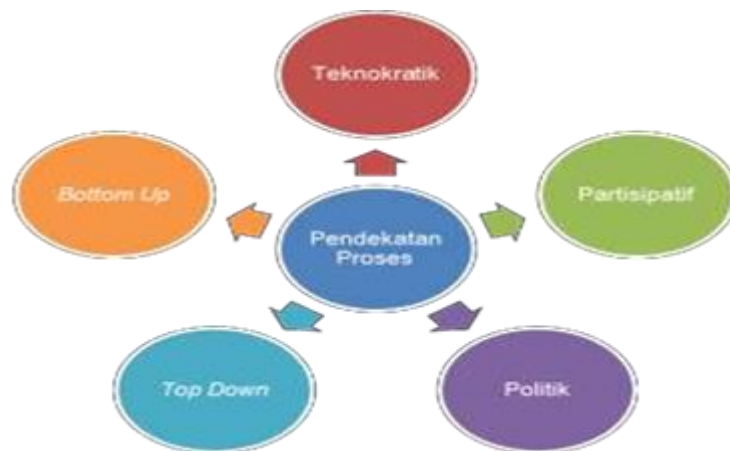 Teknokratik
Bottom Up
Partisipatif
Pendekatan
Proses
Top Down
Politik